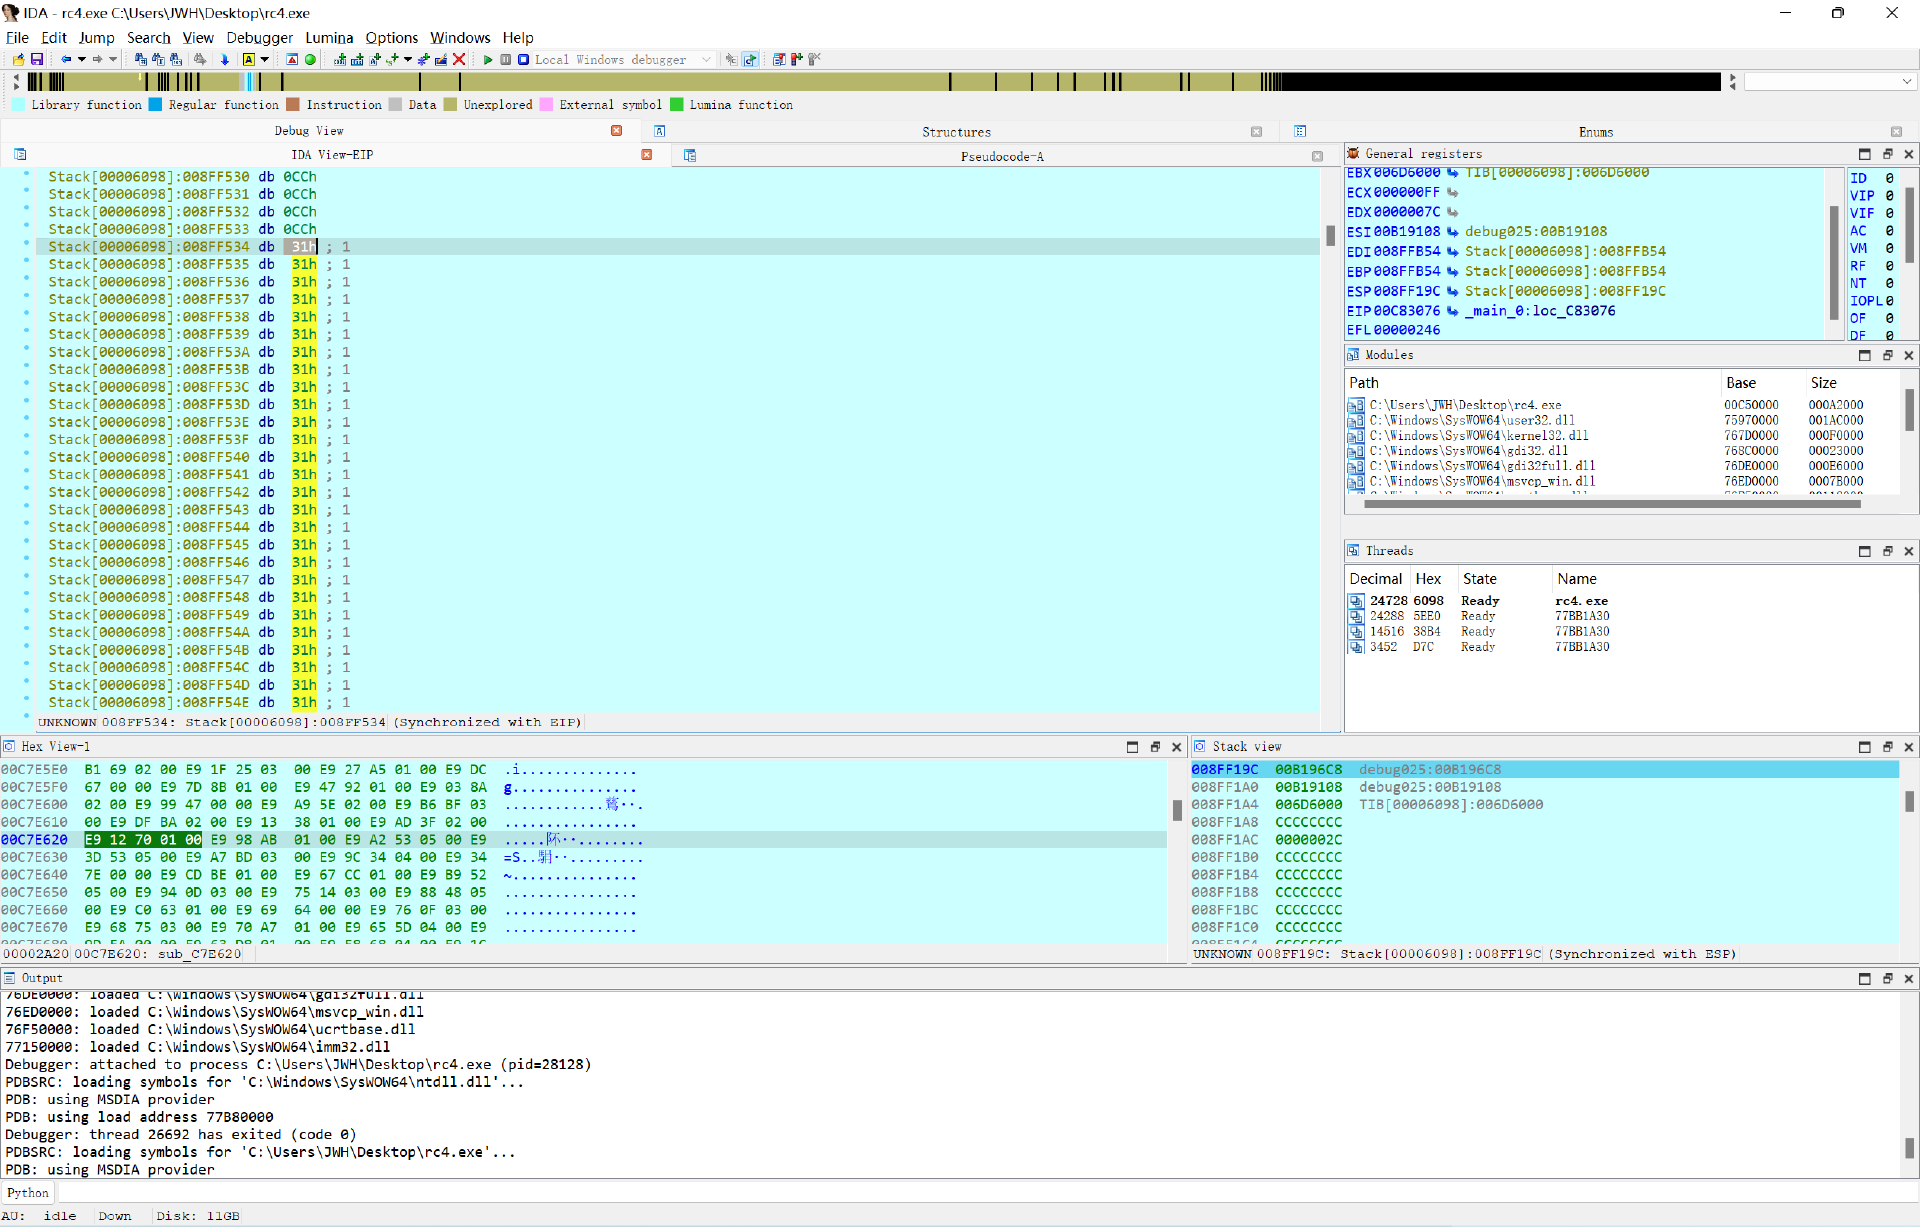 IDA - rc4.exe C:\Users\JWH\Desktop\rc4.exe
File Edit Jump Search View Debugger Lumina Options Windows Help
Local Windows debugger
Library function Regular function Instruction Data Unexplored External symbol Lumina function
Debug View Structures Enums
IDA View-EIP Pseudocode-A
Stack[00006098]:008FF530 db 0CCh
Stack[00006098]:008FF531 db 0CCh
Stack[00006098]:008FF532 db 0CCh
Stack[00006098]:008FF533 db 0CCh
Stack[00006098]:008FF534 db 31h ; 1
Stack[00006098]:008FF535 db 31h ; 1
Stack[00006098]:008FF536 db 31h ; 1
Stack[00006098]:008FF537 db 31h ; 1
Stack[00006098]:008FF538 db 31h ; 1
Stack[00006098]:008FF539 db 31h ; 1
Stack[00006098]:008FF53A db 31h ; 1
Stack[00006098]:008FF53B db 31h ; 1
Stack[00006098]:008FF53C db 31h ; 1
Stack[00006098]:008FF53D db 31h ; 1
Stack[00006098]:008FF53E db 31h ; 1
Stack[00006098]:008FF53F db 31h ; 1
Stack[00006098]:008FF540 db 31h ; 1
Stack[00006098]:008FF541 db 31h ; 1
Stack[00006098]:008FF542 db 31h ; 1
Stack[00006098]:008FF543 db 31h ; 1
Stack[00006098]:008FF544 db 31h ; 1
Stack[00006098]:008FF545 db 31h ; 1
Stack[00006098]:008FF546 db 31h ; 1
Stack[00006098]:008FF547 db 31h ; 1
Stack[00006098]:008FF548 db 31h ; 1
Stack[00006098]:008FF549 db 31h ; 1
Stack[00006098]:008FF54A db 31h ; 1
Stack[00006098]:008FF54B db 31h ; 1
Stack[00006098]:008FF54C db 31h ; 1
Stack[00006098]:008FF54D db 31h ; 1
Stack[00006098]:008FF54E db 31h ; 1
UNKNOWN 008FF534: Stack[00006098]:008FF534 (Synchronized with EIP)
General registers
EBX 006D6000 TIB[00006098]:006D6000
ECX 000000FF
EDX 0000007C
ESI 00B19108 debug025:00B19108
EDI 008FFB54 Stack[00006098]:008FFB54
EBP 008FFB54 Stack[00006098]:008FFB54
ESP 008FF19C Stack[00006098]:008FF19C
EIP 00C83076 _main_0:loc_C83076
EFL 00000246
ID 0
VIP 0
VIF 0
AC 0
VM 0
RF 0
NT 0
IOPL 0
OF 0
DF 0
Modules
Path Base Size
C:\Users\JWH\Desktop\rc4.exe 00C50000 000A2000
C:\Windows\SysWOW64\user32.dll 75970000 001AC000
C:\Windows\SysWOW64\kernel32.dll 767D0000 000F0000
C:\Windows\SysWOW64\gdi32.dll 768C0000 00023000
C:\Windows\SysWOW64\gdi32full.dll 76DE0000 000E6000
C:\Windows\SysWOW64\msvcp_win.dll 76ED0000 0007B000
Threads
Decimal Hex State Name
24728 6098 Ready rc4.exe
24288 5EE0 Ready 77BB1A30
14516 38B4 Ready 77BB1A30
3452 D7C Ready 77BB1A30
Hex View-1
00C7E5E0 B1 69 02 00 E9 1F 25 03 00 E9 27 A5 01 00 E9 DC .i..............
00C7E5F0 67 00 00 E9 7D 8B 01 00 E9 47 92 01 00 E9 03 8A g...............
00C7E600 02 00 E9 99 47 00 00 E9 A9 5E 02 00 E9 B6 BF 03
00C7E610 00 E9 DF BA 02 00 E9 13 38 01 00 E9 AD 3F 02 00 ................
00C7E620 E9 12 70 01 00 E9 98 AB 01 00 E9 A2 53 05 00 E9
00C7E630 3D 53 05 00 E9 A7 BD 03 00 E9 9C 34 04 00 E9 34 =S..
00C7E640 7E 00 00 E9 CD BE 01 00 E9 67 CC 01 00 E9 B9 52 ~...............
00C7E650 05 00 E9 94 0D 03 00 E9 75 14 03 00 E9 88 48 05 ................
00C7E660 00 E9 C0 63 01 00 E9 69 64 00 00 E9 76 0F 03 00 ................
00C7E670 E9 68 75 03 00 E9 70 A7 01 00 E9 65 5D 04 00 E9 ................
00002A20 00C7E620: sub_C7E620
Stack view
008FF19C 00B196C8 debug025:00B196C8
008FF1A0 00B19108 debug025:00B19108
008FF1A4 006D6000 TIB[00006098]:006D6000
008FF1A8 CCCCCCCC
008FF1AC 0000002C
008FF1B0 CCCCCCCC
008FF1B4 CCCCCCCC
008FF1B8 CCCCCCCC
008FF1BC CCCCCCCC
008FF1C0 CCCCCCCC
UNKNOWN 008FF19C: Stack[00006098]:008FF19C (Synchronized with ESP)
Output
76DE0000: loaded C:\Windows\SysWOW64\gdi32full.dll
76ED0000: loaded C:\Windows\SysWOW64\msvcp_win.dll
76F50000: loaded C:\Windows\SysWOW64\ucrtbase.dll
77150000: loaded C:\Windows\SysWOW64\imm32.dll
Debugger: attached to process C:\Users\JWH\Desktop\rc4.exe (pid=28128)
PDBSRC: loading symbols for 'C:\Windows\SysWOW64\ntdll.dll'...
PDB: using MSDIA provider
PDB: using load address 77B80000
Debugger: thread 26692 has exited (code 0)
PDBSRC: loading symbols for 'C:\Users\JWH\Desktop\rc4.exe'...
PDB: using MSDIA provider
Python
AU: idle Down Disk: 11GB